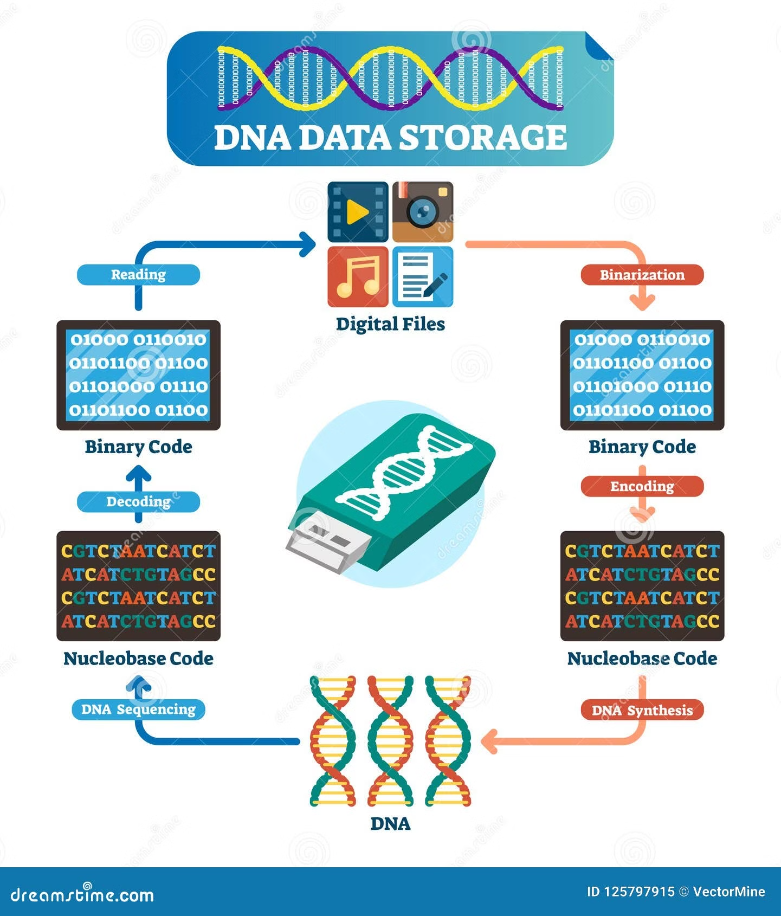 DNA DATA STORAGE
Digital Files
Reading
Binarization
01000 0110010
01101100 01100
01101000 01110
01101100 01100
Binary Code
01000 0110010
01101100 01100
01101000 01110
01101100 01100
Binary Code
Decoding
Encoding
CGTCTAATCATCT
ATCATCTGTAGCC
CGTCTAATCATCT
ATCATCTGTAGCC
Nucleobase Code
CGTCTAATCATCT
ATCATCTGTAGCC
CGTCTAATCATCT
ATCATCTGTAGCC
Nucleobase Code
DNA Sequencing
DNA Synthesis
DNA
dreamstime.com
ID 125797915 © VectorMine